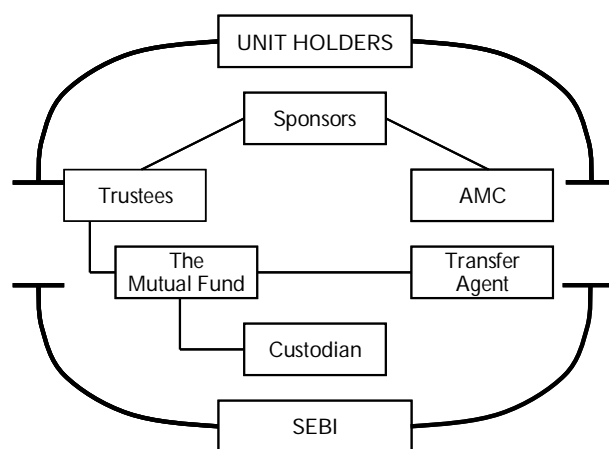 UNIT HOLDERS
Sponsors
Trustees
AMC
The
Mutual Fund
Transfer
Agent
Custodian
SEBI